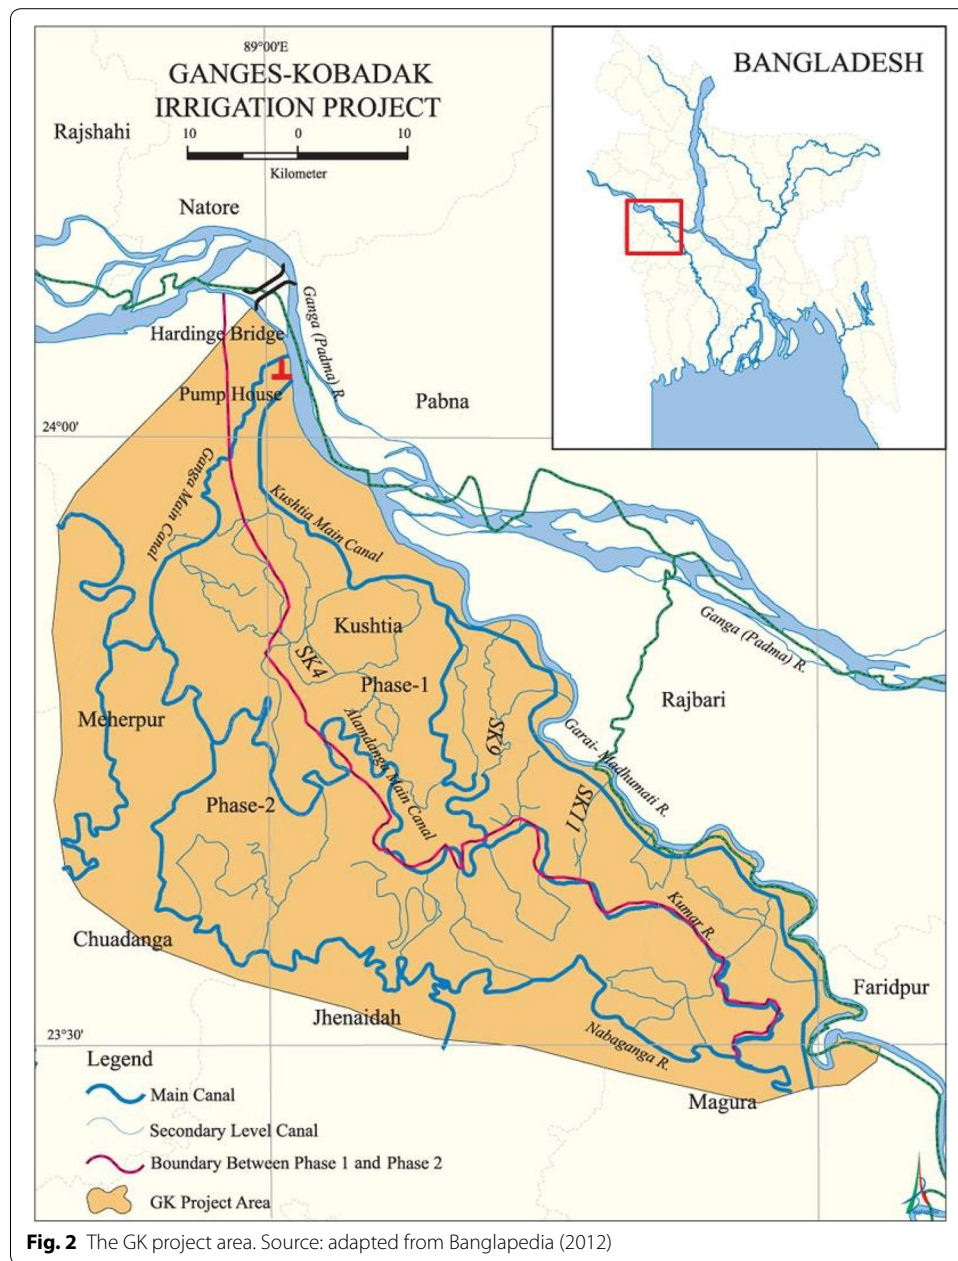 89°00'E
GANGES-KOBADAK
IRRIGATION PROJECT
BANGLADESH
Rajshahi
10 0 10
Kilometer
Natore
Hardinge Bridge
Ganga (Padma) R.
Pump House
Pabna
24°00'
Ganga Main Canal
Kushtia Main Canal
Kushtia
SK4
Phase-1
Ganga (Padma) R.
Rajbari
Meherpur
Alamdanga Main Canal
SK9
Garai- Madhumati R.
Phase-2
SK11
Kumar R.
Chuadanga
Faridpur
Jhenaidah
23°30'
Nabaganga R.
Magura
Legend
Main Canal
Secondary Level Canal
Boundary Between Phase 1 and Phase 2
GK Project Area
Fig. 2 The GK project area. Source: adapted from Banglapedia (2012)